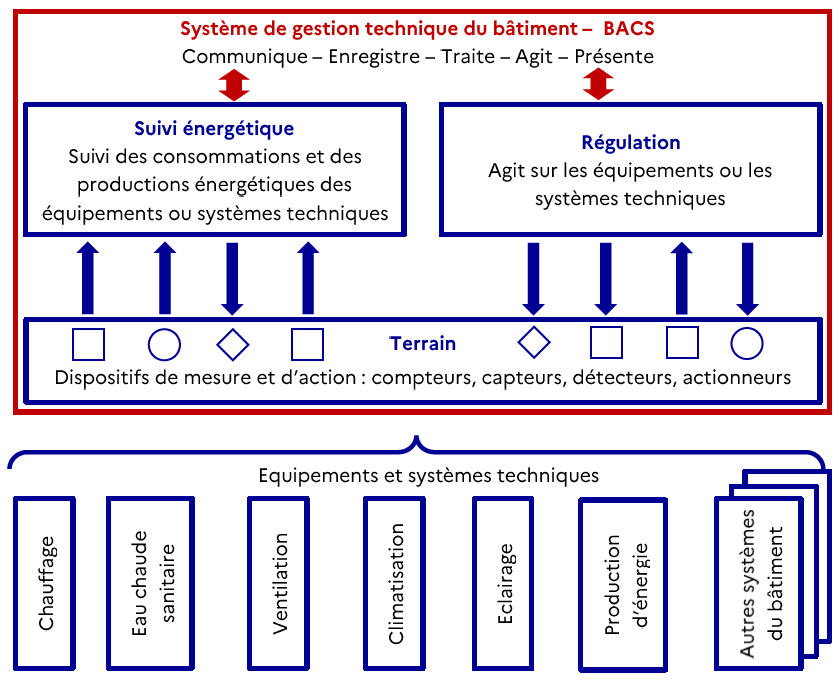 Système de gestion technique du bâtiment – BACS
Communique – Enregistre – Traite – Agit – Présente
Suivi énergétique
Suivi des consommations et des
productions énergétiques des
équipements ou systèmes techniques
Régulation
Agit sur les équipements ou les
systèmes techniques
Terrain
Dispositifs de mesure et d’action : compteurs, capteurs, détecteurs, actionneurs
Equipements et systèmes techniques
Chauffage
Eau chaude
sanitaire
Ventilation
Climatisation
Eclairage
Production
d’énergie
Autres systèmes
du bâtiment